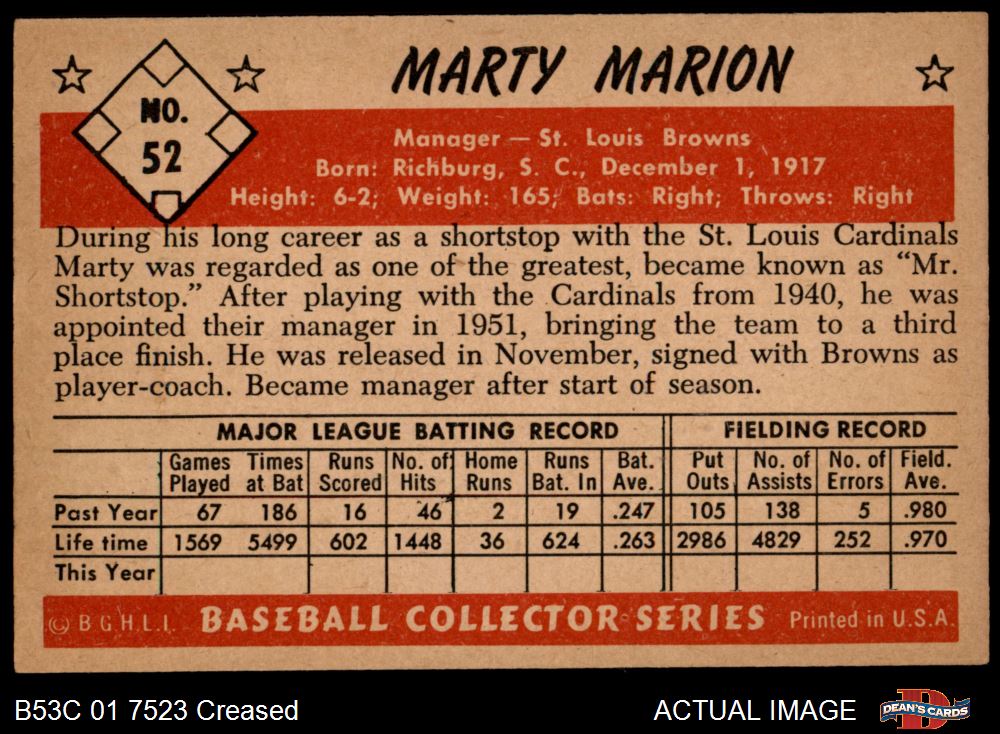 MARTY MARION
NO.
52
Manager — St. Louis Browns
Born: Richburg, S. C., December 1, 1917
Height: 6-2; Weight: 165; Bats: Right; Throws: Right
During his long career as a shortstop with the St. Louis Cardinals
Marty was regarded as one of the greatest, became known as “Mr.
Shortstop.” After playing with the Cardinals from 1940, he was
appointed their manager in 1951, bringing the team to a third
place finish. He was released in November, signed with Browns as
player-coach. Became manager after start of season.
MAJOR LEAGUE BATTING RECORD FIELDING RECORD
Games Times Runs No. of Home Runs Bat. Put No. of No. of Field.
Played at Bat Scored Hits Runs Bat. In Ave. Outs Assists Errors Ave.
Past Year 67 186 16 46 2 19 .247 105 138 5 .980
Life time 1569 5499 602 1448 36 624 .263 2986 4829 252 .970
This Year
© B G H L I BASEBALL COLLECTOR SERIES Printed in U.S.A.
B53C 01 7523 Creased ACTUAL IMAGE DEAN'S CARDS